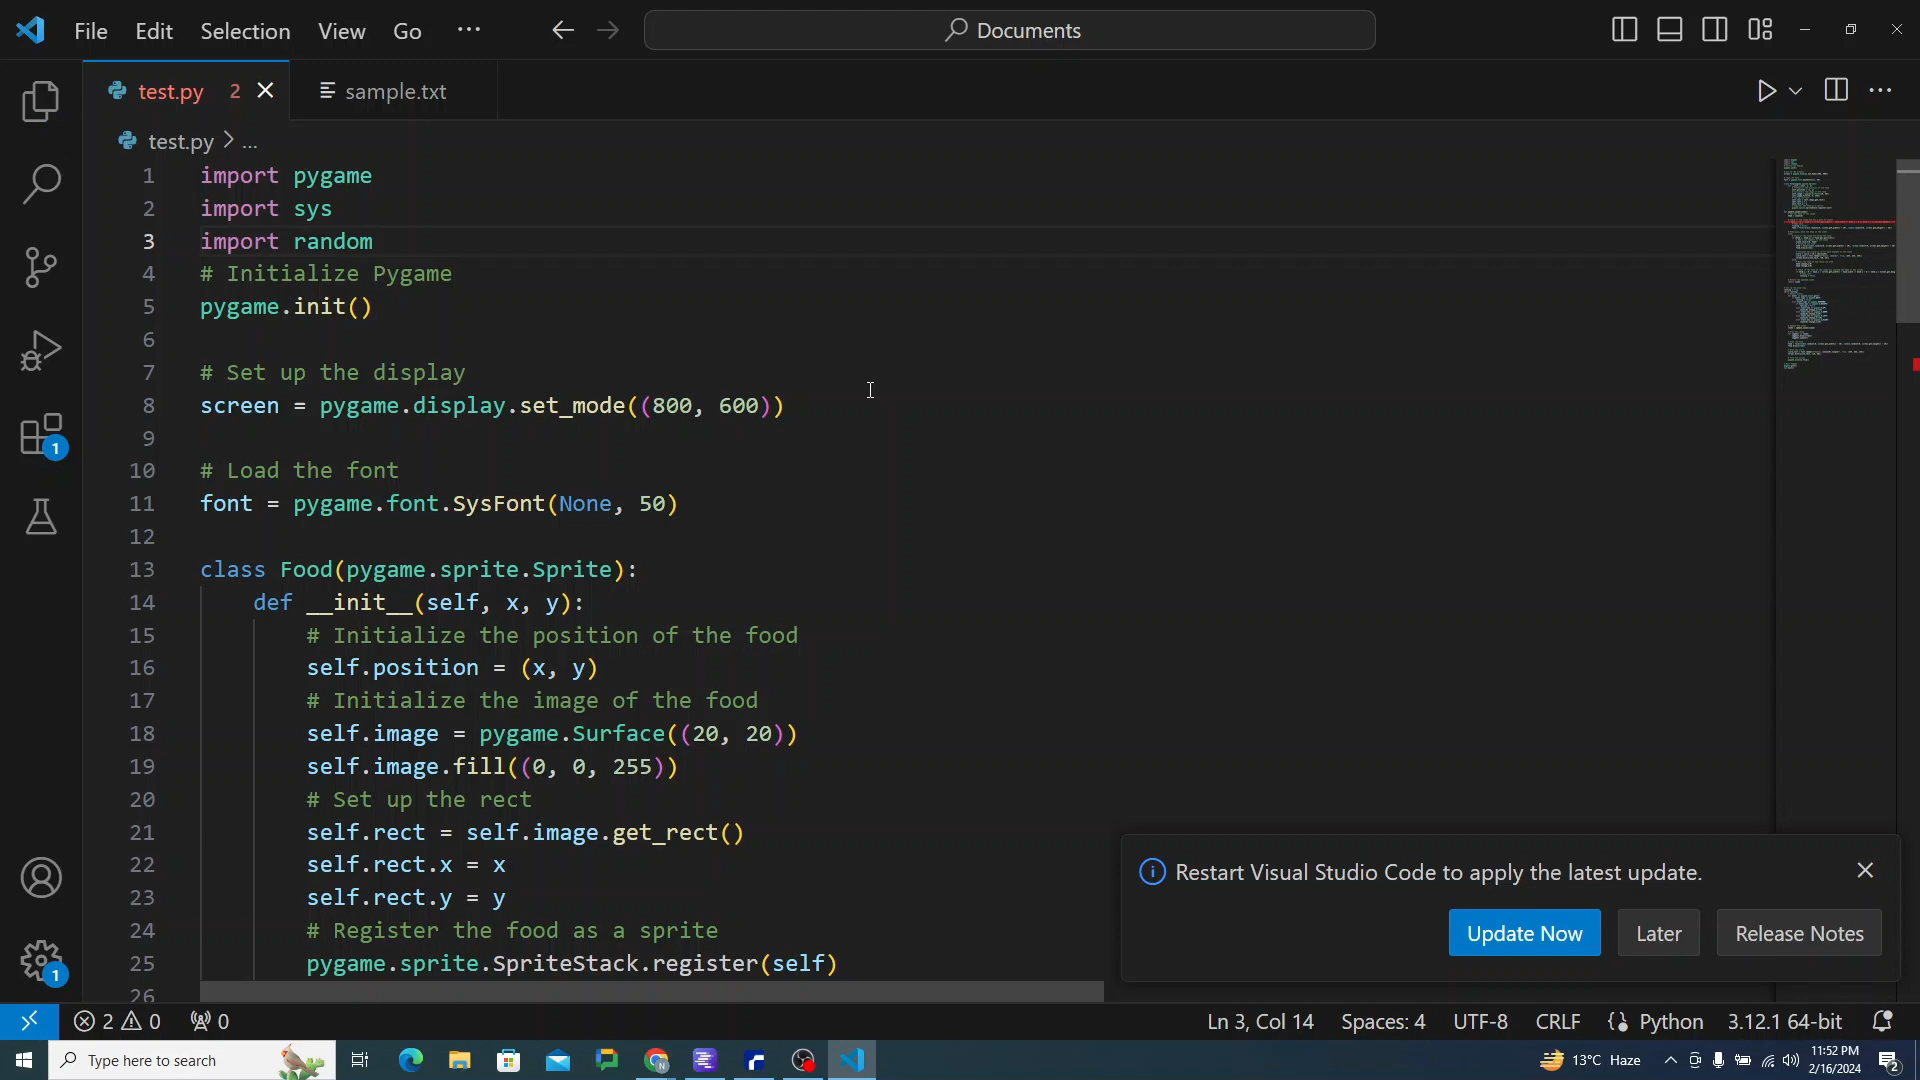 File Edit Selection View Go ...
Documents
test.py 2
sample.txt
test.py > ...
1 import pygame
2 import sys
3 import random
4 # Initialize Pygame
5 pygame.init()
6
7 # Set up the display
8 screen = pygame.display.set_mode((800, 600))
9
10 # Load the font
11 font = pygame.font.SysFont(None, 50)
12
13 class Food(pygame.sprite.Sprite):
14 def __init__(self, x, y):
15 # Initialize the position of the food
16 self.position = (x, y)
17 # Initialize the image of the food
18 self.image = pygame.Surface((20, 20))
19 self.image.fill((0, 0, 255))
20 # Set up the rect
21 self.rect = self.image.get_rect()
22 self.rect.x = x
23 self.rect.y = y
24 # Register the food as a sprite
25 pygame.sprite.SpriteStack.register(self)
26
Restart Visual Studio Code to apply the latest update.
Update Now Later Release Notes
1
1
2 0 0
Ln 3, Col 14 Spaces: 4 UTF-8 CRLF Python 3.12.1 64-bit
Type here to search
13°C Haze
11:52 PM
2/16/2024
2